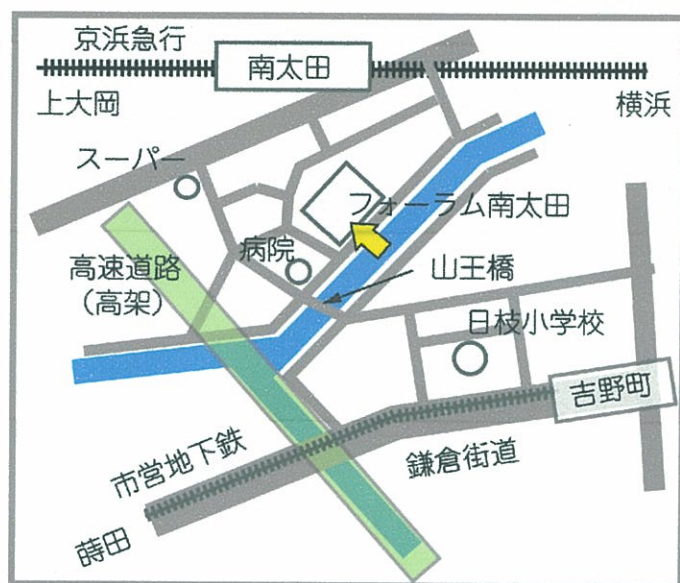 京浜急行
南太田
上大岡
横浜
スーパー
フォーラム南太田
病院
高速道路
（高架）
山王橋
日枝小学校
吉野町
市営地下鉄
鎌倉街道
蒔田